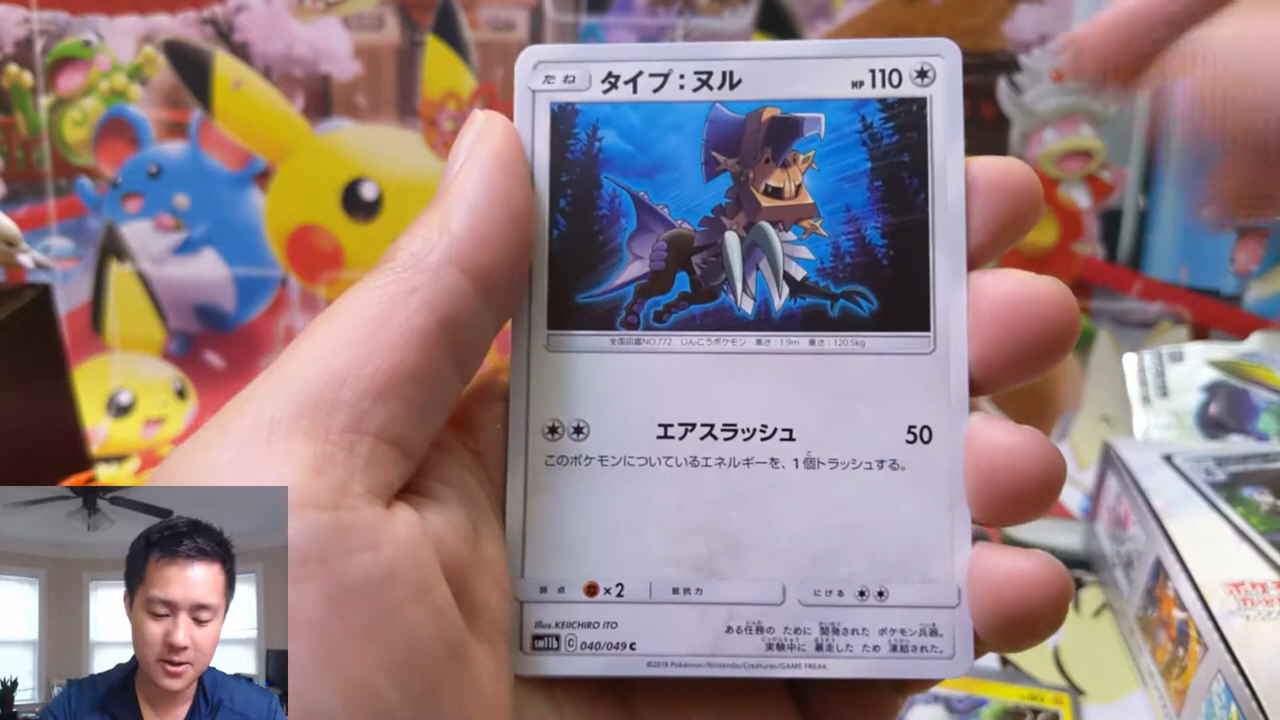 たね タイプ：ヌル HP 110
全国図鑑NO.772 じんこうポケモン 高さ：1.9m 重さ：120.5kg
エアスラッシュ 50
このポケモンについているエネルギーを、1個トラッシュする。
弱点 ×2 抵抗力 にげる
Illus.KEIICHIRO ITO
sm11b C 040/049 C
ある任務の ために 開発された ポケモン兵器。
実験中に 暴走した ため 凍結された。
©2019 Pokémon/Nintendo/Creatures/GAME FREAK.